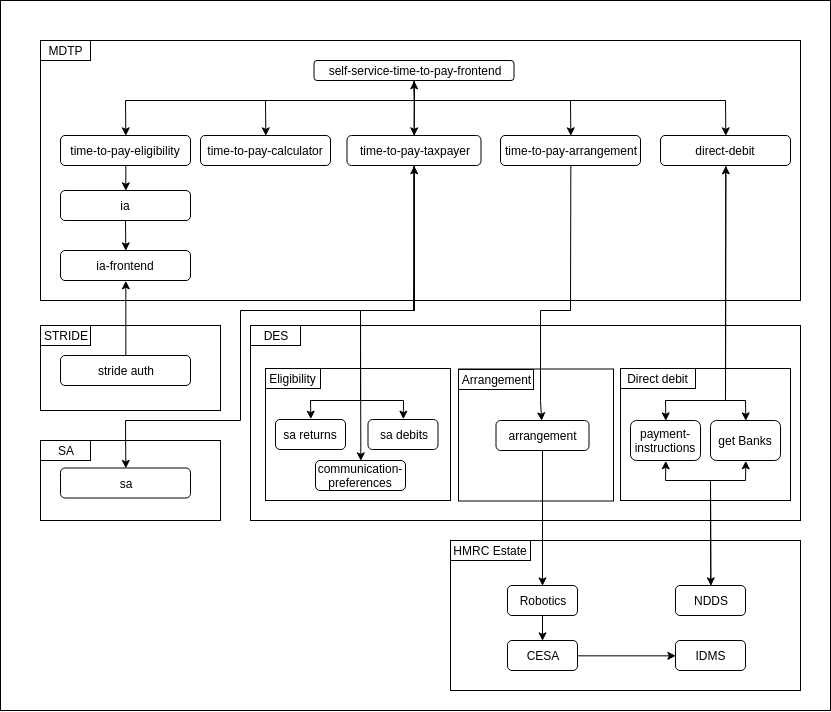 MDTP
self-service-time-to-pay-frontend
time-to-pay-eligibility
time-to-pay-calculator
time-to-pay-taxpayer
time-to-pay-arrangement
direct-debit
ia
ia-frontend
STRIDE
stride auth
SA
sa
DES
Eligibility
sa returns
sa debits
communication-
preferences
Arrangement
arrangement
Direct debit
payment-
instructions
get Banks
HMRC Estate
Robotics
NDDS
CESA
IDMS